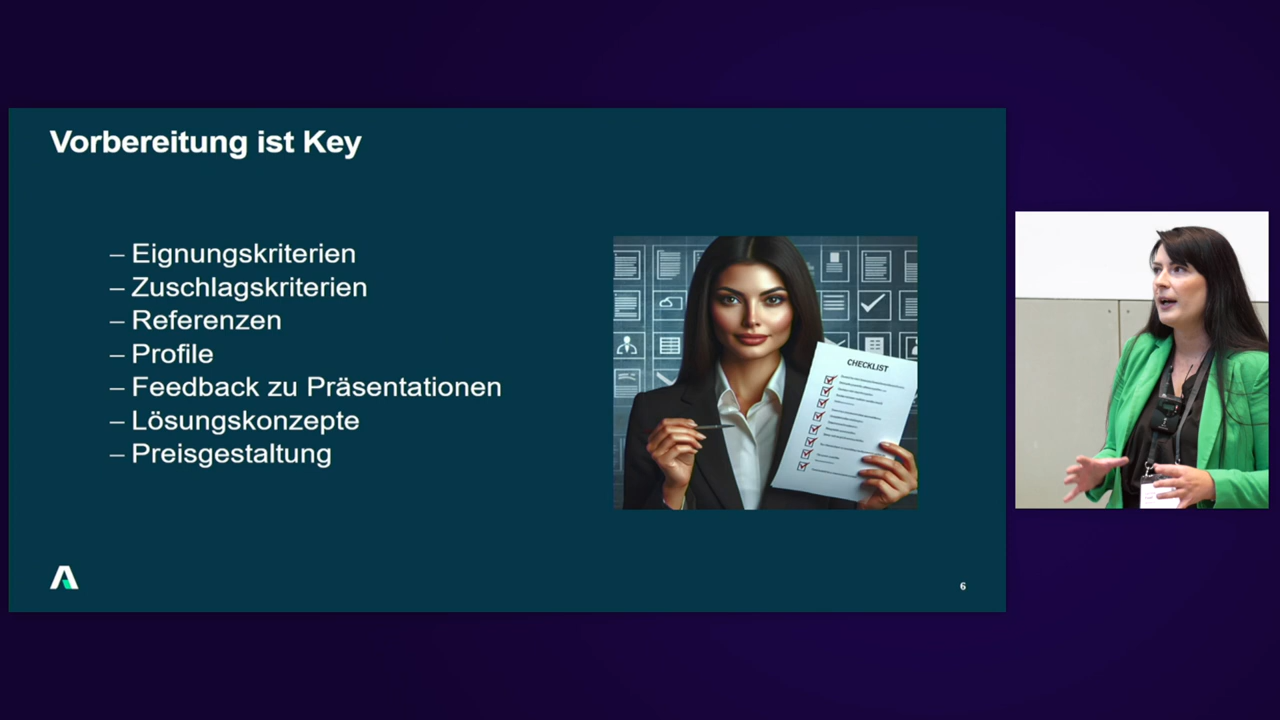 Vorbereitung ist Key
– Eignungskriterien
– Zuschlagskriterien
– Referenzen
– Profile
– Feedback zu Präsentationen
– Lösungskonzepte
– Preisgestaltung
CHECKLIST
6